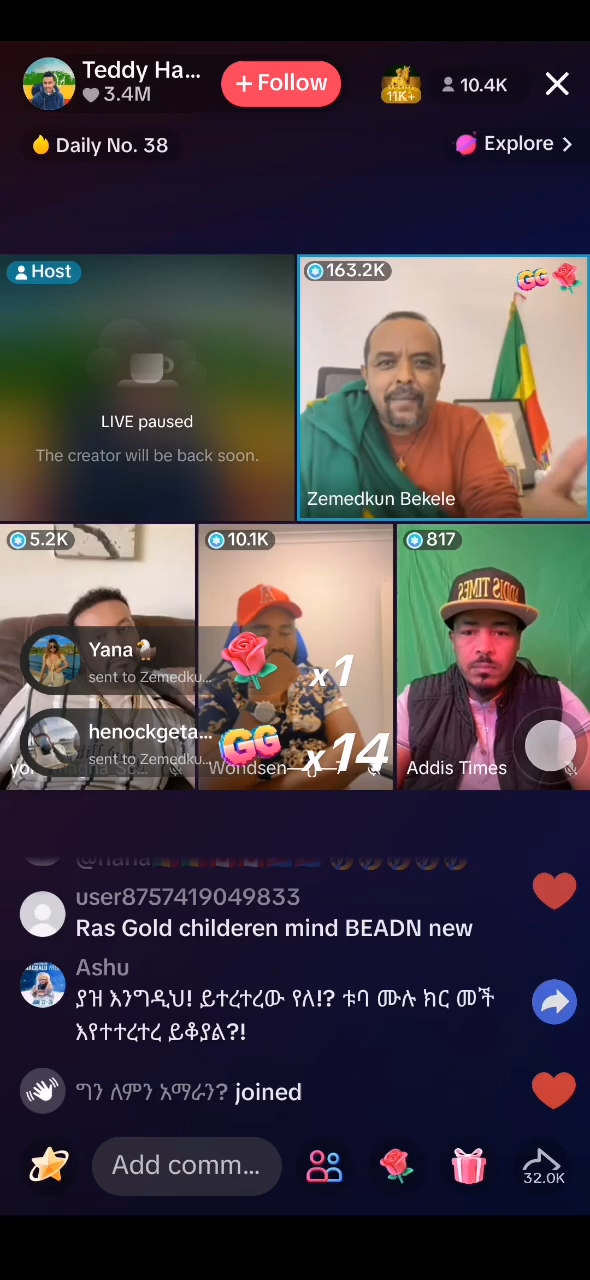 Teddy Ha...
3.4M
+ Follow
11K+
10.4K
Daily No. 38
Explore
Host
163.2K
GG
LIVE paused
The creator will be back soon.
Zemedkun Bekele
5.2K
10.1K
817
ADDIS TIMES
Yana
sent to Zemedku...
x1
henockgeta...
sent to Zemedku...
GG
x14
Wondsen
Addis Times
user8757419049833
Ras Gold childeren mind BEADN new
Ashu
ያዝ እንግዲህ! ይተረተረው የለ!? ቱባ ሙሉ ክር መች
እየተተረተረ ይቆያል?!
ግን ለምን አማራን? joined
Add comm...
32.0K